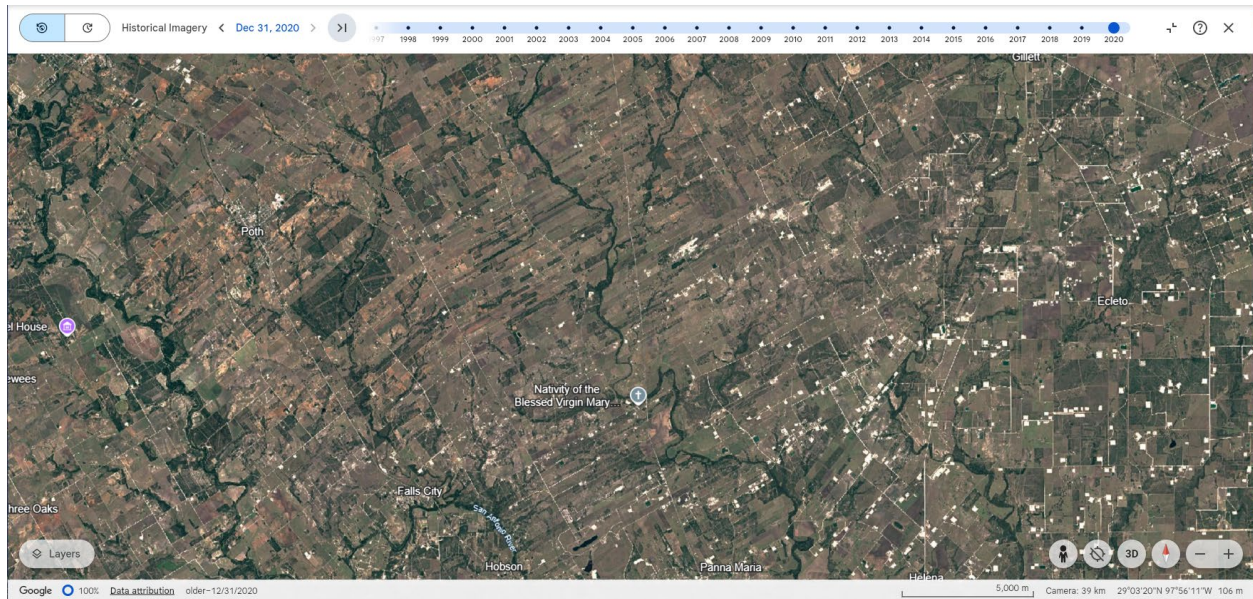 Historical Imagery
Dec 31, 2020
1998 1999 2000 2001 2002 2003 2004 2005 2006 2007 2008 2009 2010 2011 2012 2013 2014 2015 2016 2017 2018 2019 2020
Gillett
Poth
Ecleto
el House
ewees
Nativity of the
Blessed Virgin Mary...
Falls City
San Antonio River
hree Oaks
Layers
Hobson
Panna Maria
Helena
3D
Google 100% Data attribution older–12/31/2020 5,000 m Camera: 39 km 29°03'20"N 97°56'11"W 106 m